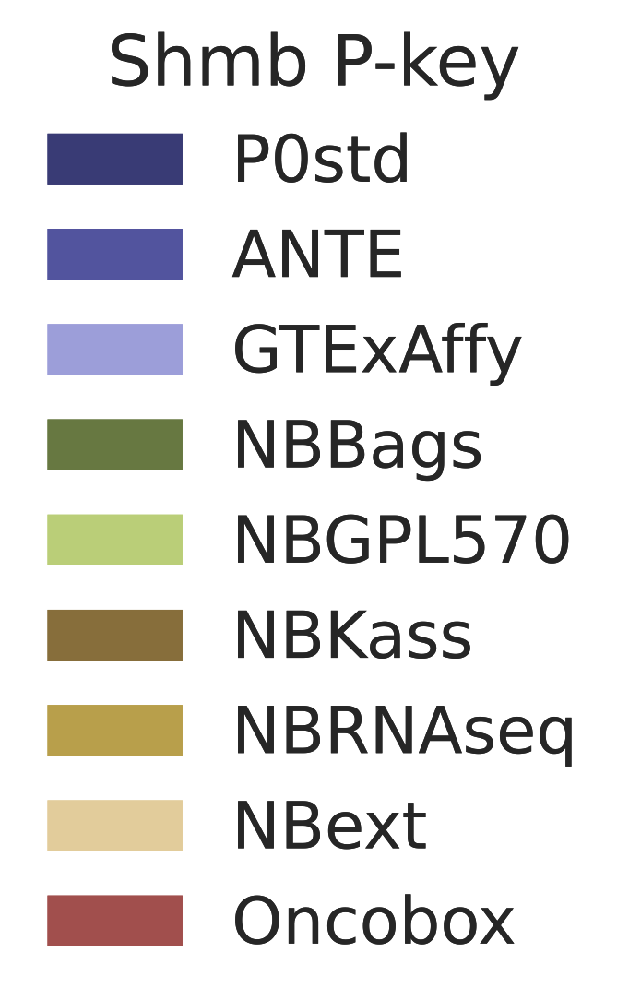 Shmb P-key
P0std
ANTE
GTExAffy
NBBags
NBGPL570
NBKass
NBRNAseq
NBext
Oncobox